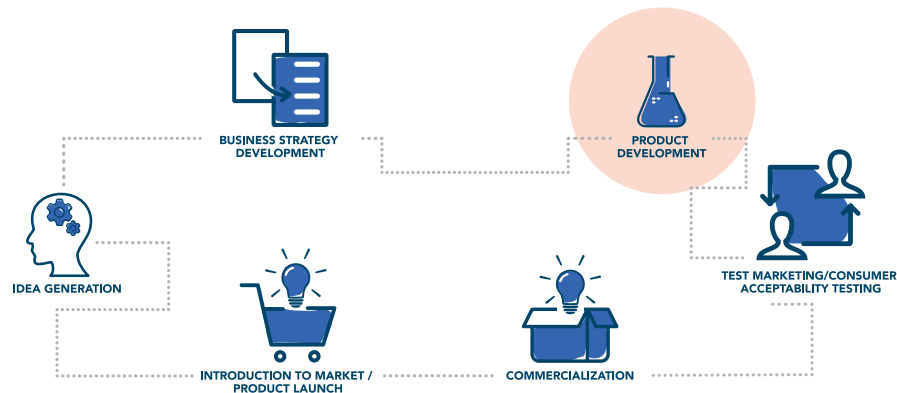 BUSINESS STRATEGY
DEVELOPMENT
PRODUCT
DEVELOPMENT
IDEA GENERATION
TEST MARKETING/CONSUMER
ACCEPTABILITY TESTING
INTRODUCTION TO MARKET /
PRODUCT LAUNCH
COMMERCIALIZATION